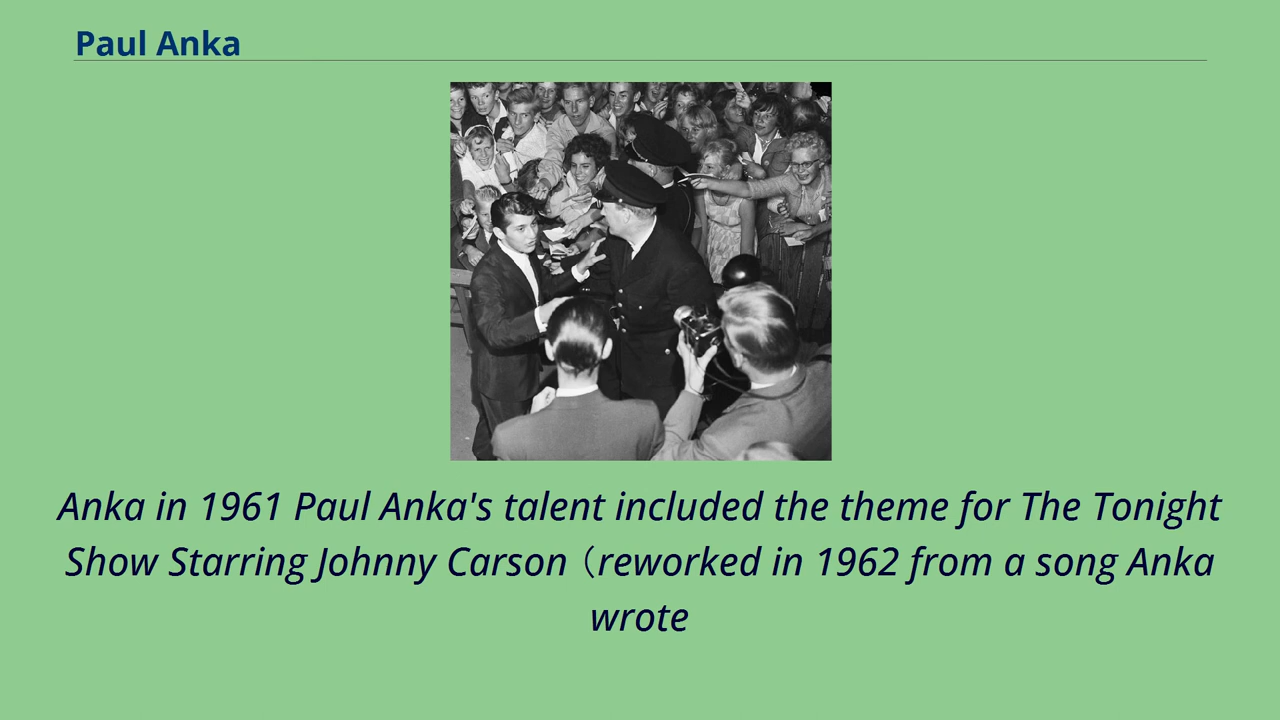 Paul Anka
Anka in 1961 Paul Anka's talent included the theme for The Tonight
Show Starring Johnny Carson（reworked in 1962 from a song Anka
wrote